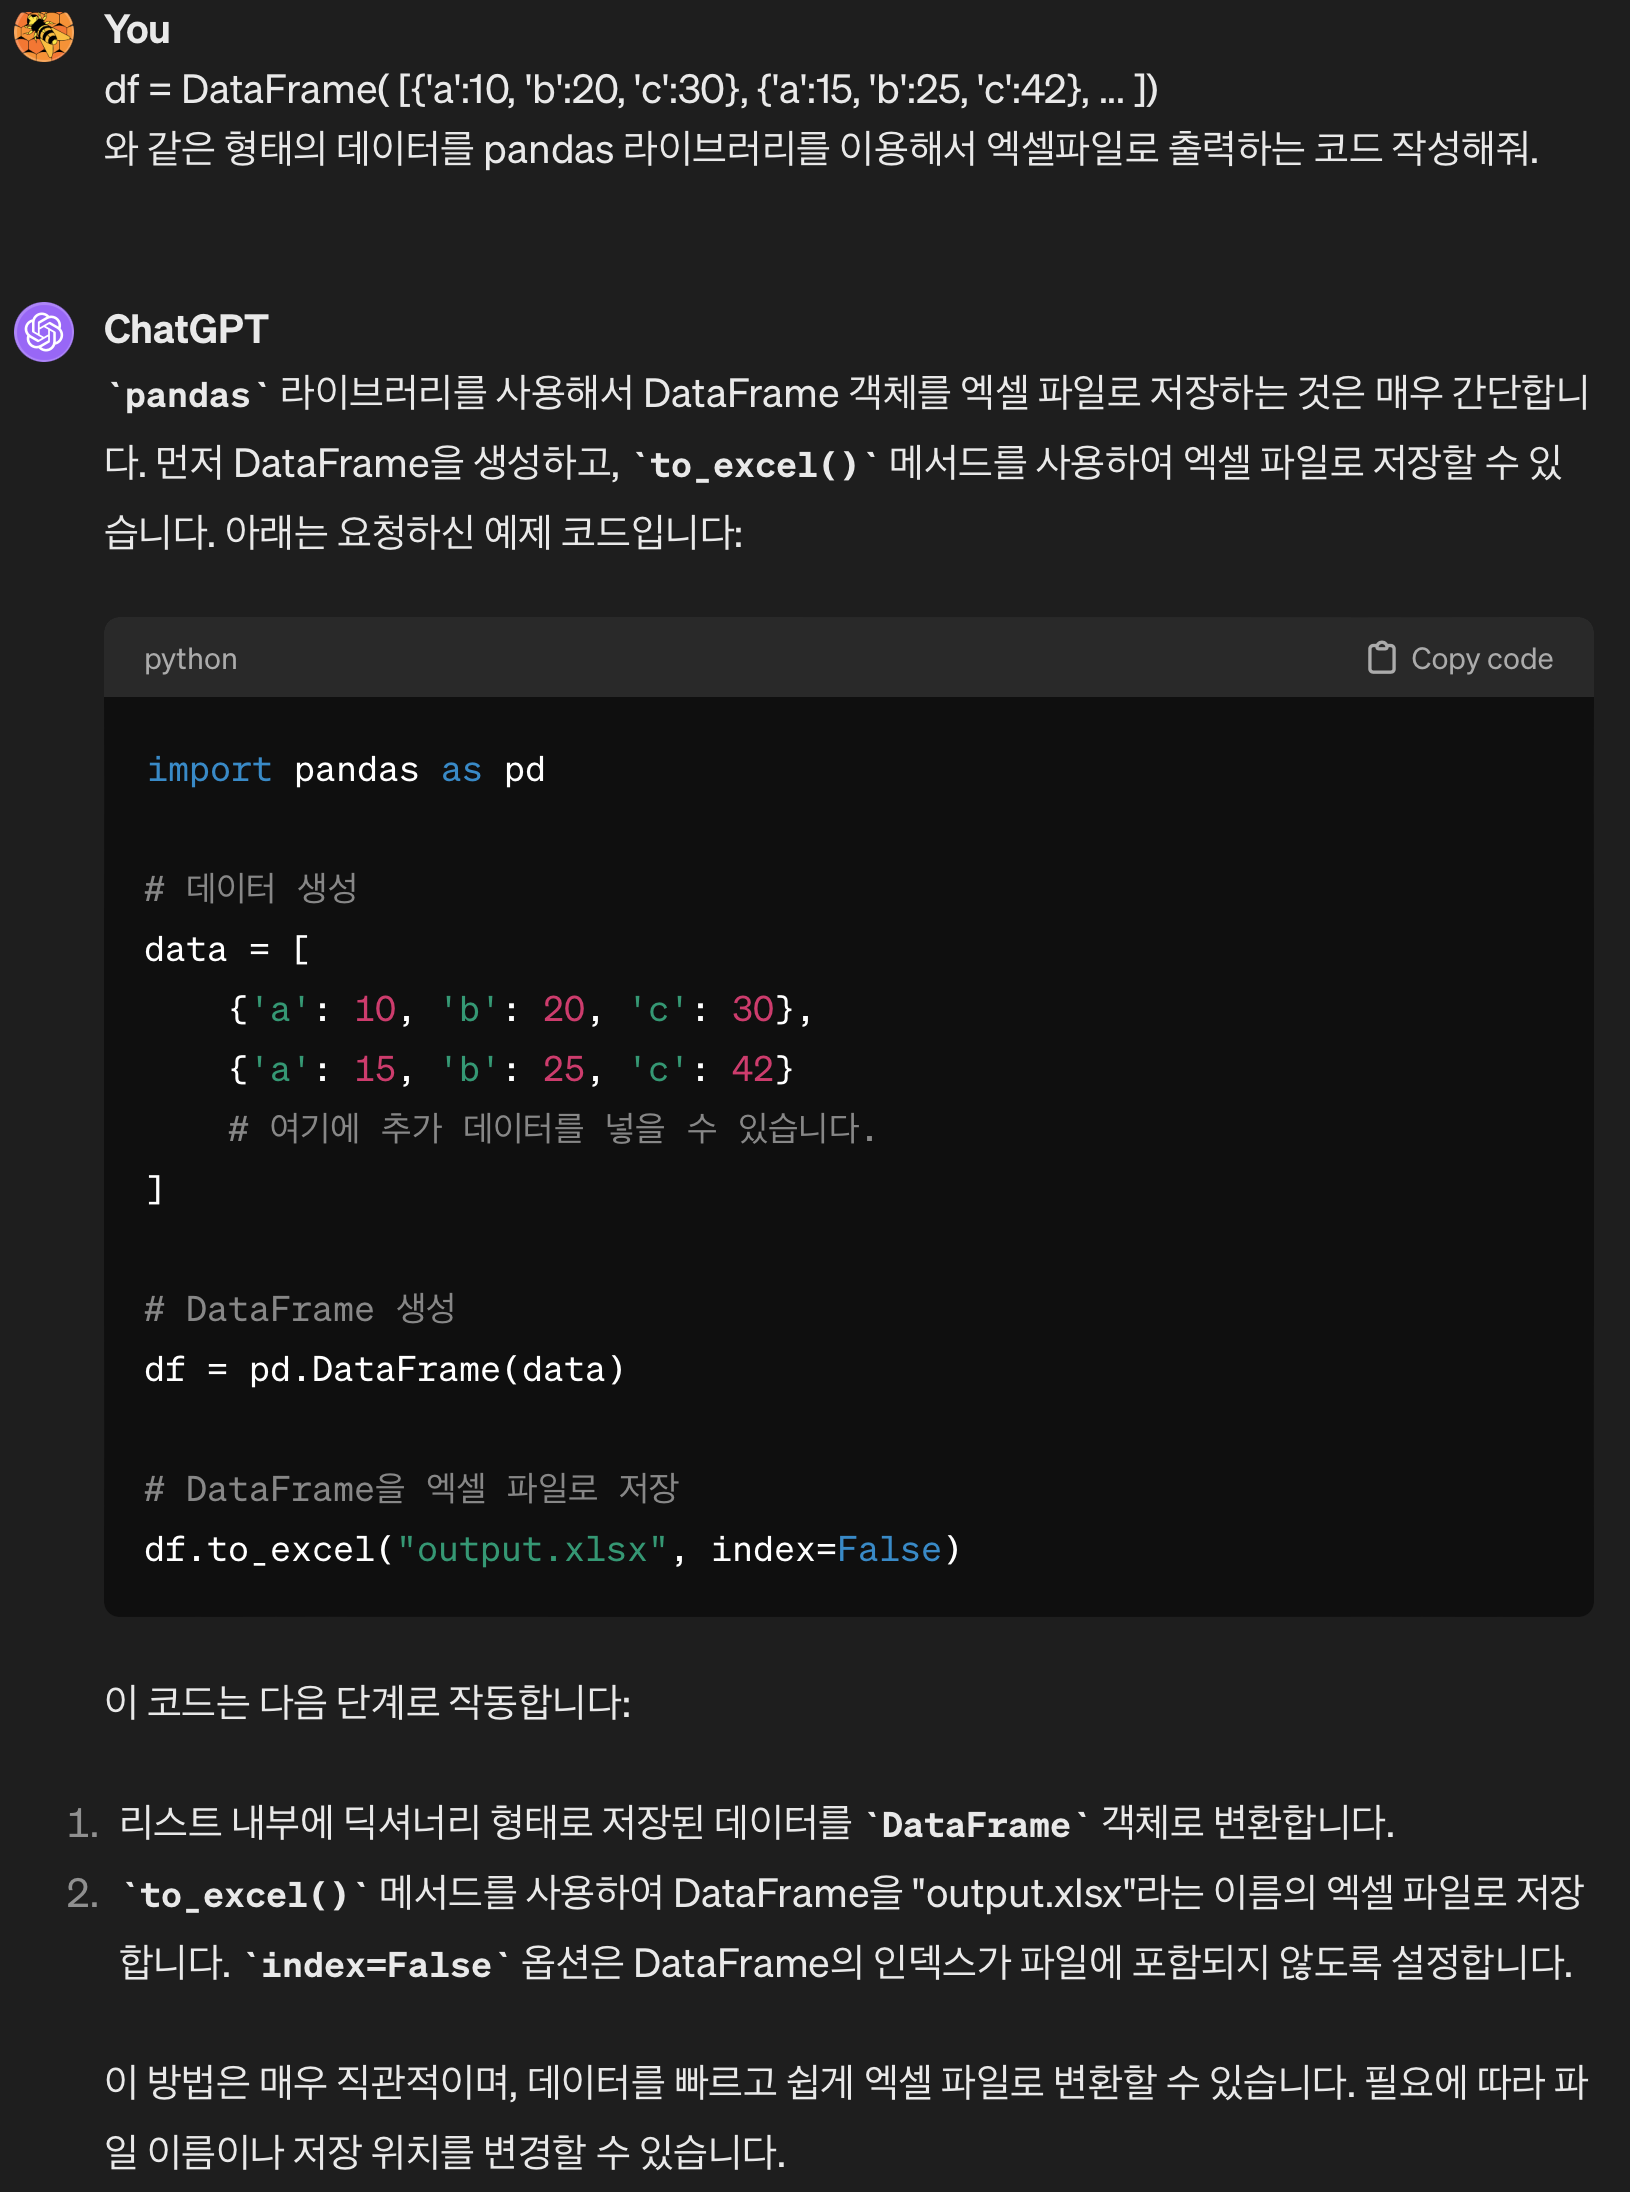 You
df = DataFrame( [{'a':10, 'b':20, 'c':30}, {'a':15, 'b':25, 'c':42}, ... ])
와 같은 형태의 데이터를 pandas 라이브러리를 이용해서 엑셀파일로 출력하는 코드 작성해줘.
ChatGPT
`pandas` 라이브러리를 사용해서 DataFrame 객체를 엑셀 파일로 저장하는 것은 매우 간단합니
다. 먼저 DataFrame을 생성하고, `to_excel()` 메서드를 사용하여 엑셀 파일로 저장할 수 있
습니다. 아래는 요청하신 예제 코드입니다:
python
Copy code
import pandas as pd
# 데이터 생성
data = [
    {'a': 10, 'b': 20, 'c': 30},
    {'a': 15, 'b': 25, 'c': 42}
    # 여기에 추가 데이터를 넣을 수 있습니다.
]
# DataFrame 생성
df = pd.DataFrame(data)
# DataFrame을 엑셀 파일로 저장
df.to_excel("output.xlsx", index=False)
이 코드는 다음 단계로 작동합니다:
1. 리스트 내부에 딕셔너리 형태로 저장된 데이터를 `DataFrame` 객체로 변환합니다.
2. `to_excel()` 메서드를 사용하여 DataFrame을 "output.xlsx"라는 이름의 엑셀 파일로 저장
합니다. `index=False` 옵션은 DataFrame의 인덱스가 파일에 포함되지 않도록 설정합니다.
이 방법은 매우 직관적이며, 데이터를 빠르고 쉽게 엑셀 파일로 변환할 수 있습니다. 필요에 따라 파
일 이름이나 저장 위치를 변경할 수 있습니다.